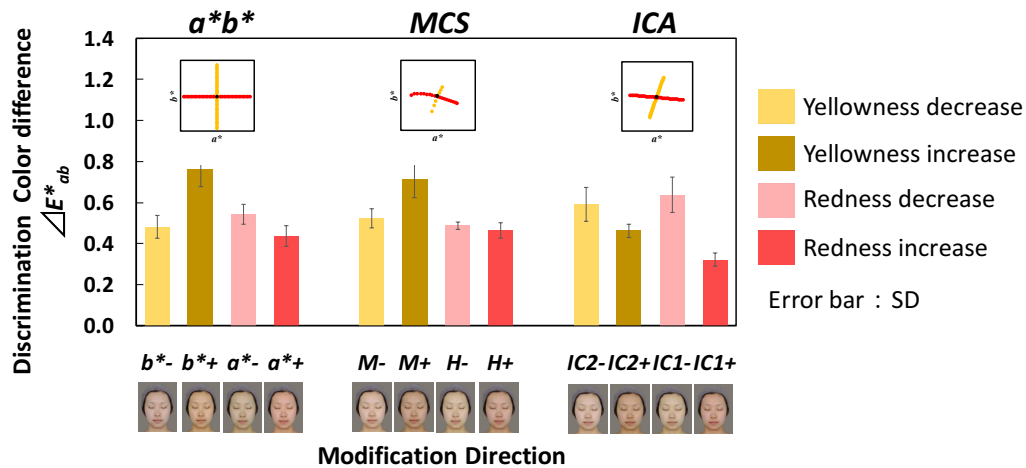 a*b* MCS ICA
Discrimination Color difference
⊿E*ab
1.4
1.2
1.0
0.8
0.6
0.4
0.2
0.0
b*
a*
b*
a*
b*
a*
Yellowness decrease
Yellowness increase
Redness decrease
Redness increase
Error bar : SD
b*- b*+ a*- a*+ M- M+ H- H+ IC2- IC2+ IC1- IC1+
Modification Direction